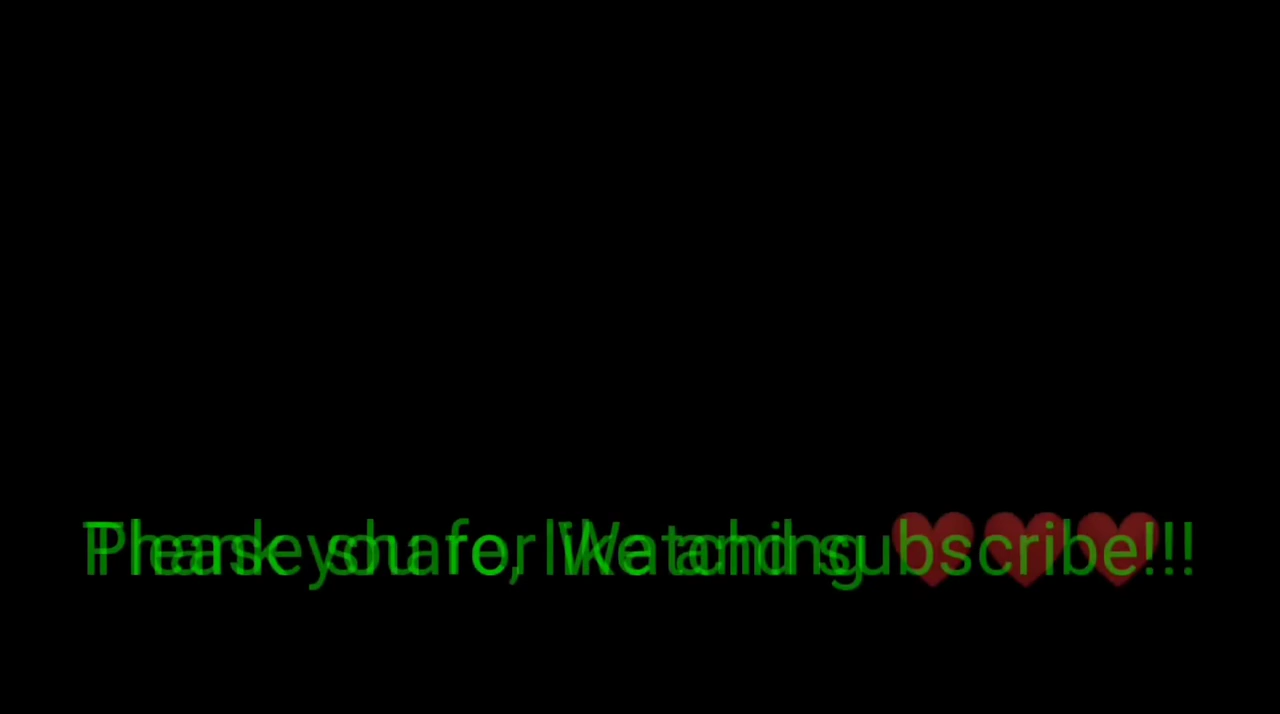 Thank you for Watching ❤️❤️❤️
Please share, like and subscribe!!!